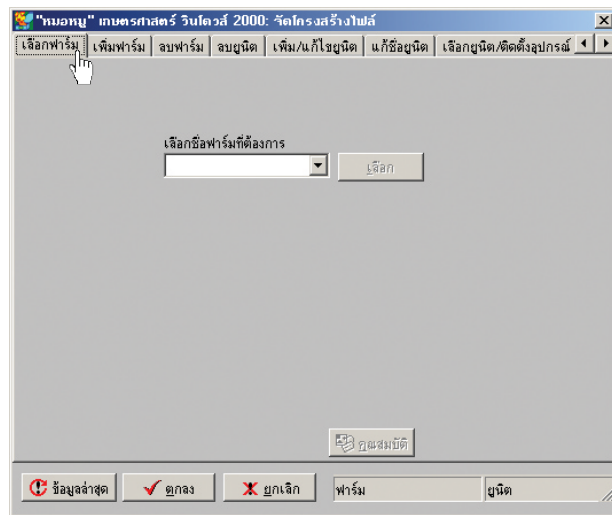 "หมอหมู" เกษตรศาสตร์ วินโดวส์ 2000: จัดโครงสร้างไฟล์
เลือกฟาร์ม เพิ่มฟาร์ม ลบฟาร์ม ลบยูนิต เพิ่ม/แก้ไขยูนิต แก้ชื่อยูนิต เลือกยูนิต/ติดตั้งอุปกรณ์
เลือกชื่อฟาร์มที่ต้องการ
เลือก
คุณสมบัติ
ข้อมูลล่าสุด ตกลง ยกเลิก ฟาร์ม ยูนิต